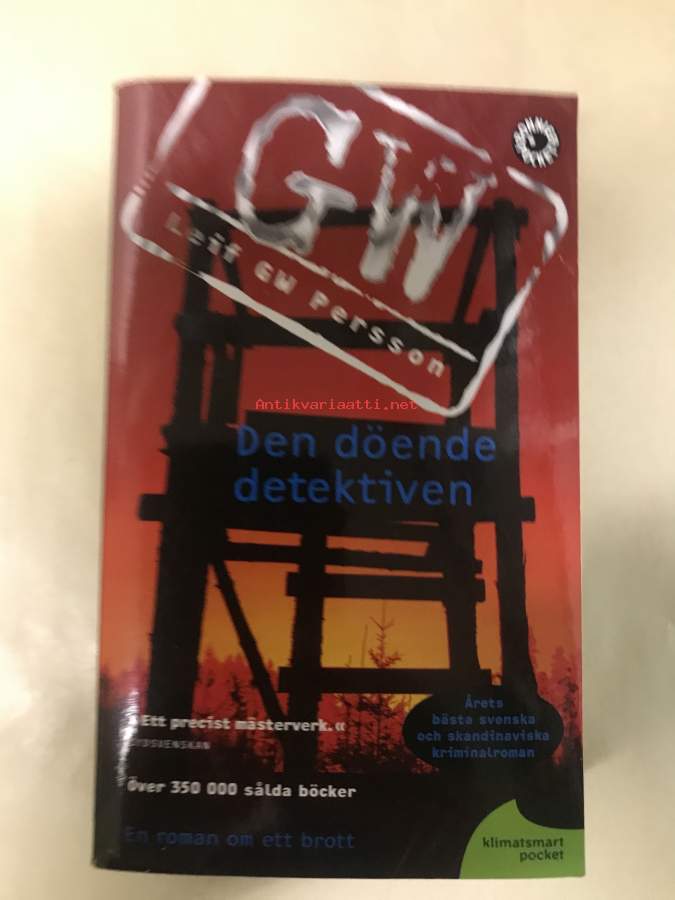 GW
Leif GW Persson
Antikvariaatti.net
Den döende
detektiven
Årets
bästa svenska
och skandinaviska
kriminalroman
»Ett precist mästerverk.«
SYDSVENSKAN
Över 350 000 sålda böcker
En roman om ett brott
klimatsmart
pocket